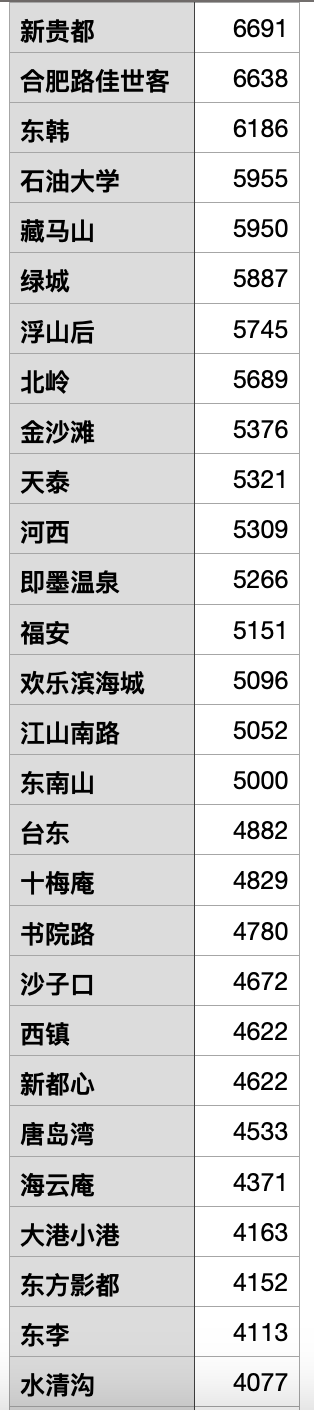 新贵都 6691
合肥路佳世客 6638
东韩 6186
石油大学 5955
藏马山 5950
绿城 5887
浮山后 5745
北岭 5689
金沙滩 5376
天泰 5321
河西 5309
即墨温泉 5266
福安 5151
欢乐滨海城 5096
江山南路 5052
东南山 5000
台东 4882
十梅庵 4829
书院路 4780
沙子口 4672
西镇 4622
新都心 4622
唐岛湾 4533
海云庵 4371
大港小港 4163
东方影都 4152
东李 4113
水清沟 4077